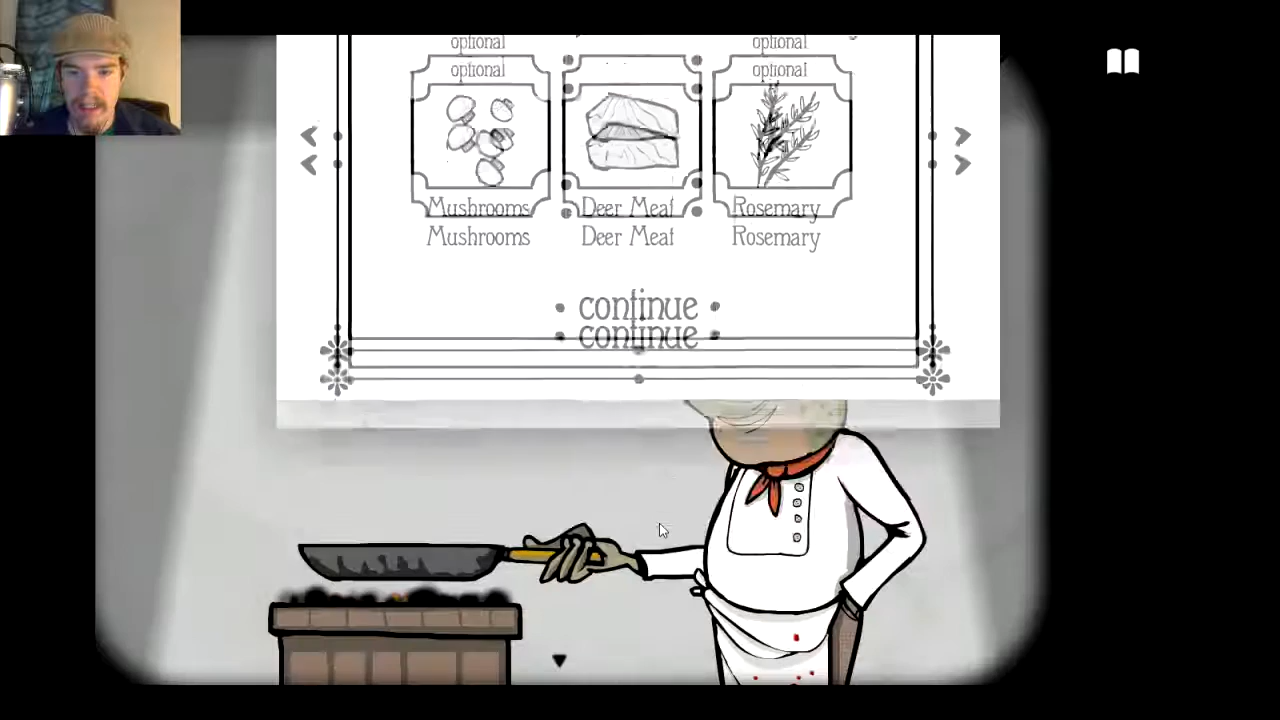 optional optional
optional optional
Mushrooms Deer Meat Rosemary
Mushrooms Deer Meat Rosemary
continue
continue